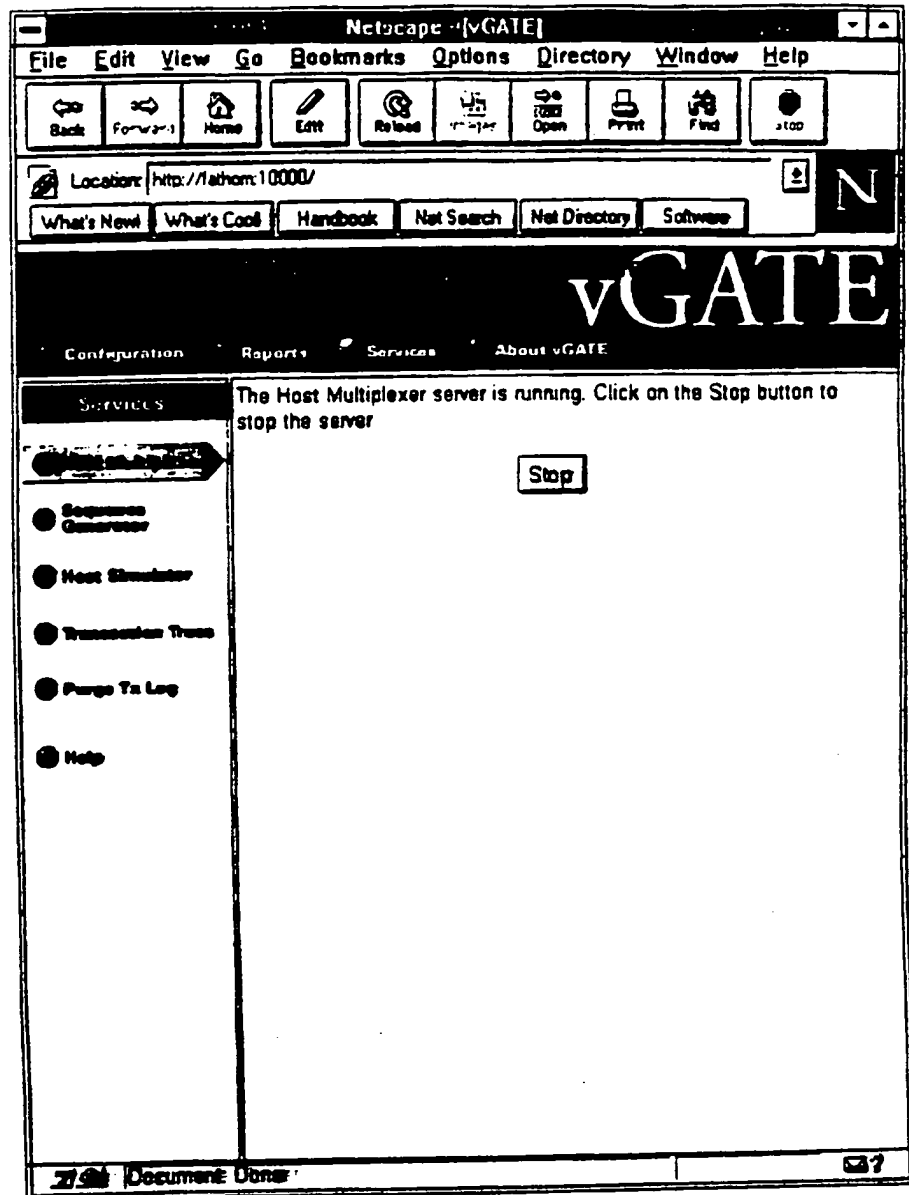 Netscape - [vGATE]
File Edit View Go Bookmarks Options Directory Window Help
Back Forward Home Edit Reload Images Open Print Find Stop
Location: http://fathom:10000/
What's New! What's Cool! Handbook Net Search Net Directory Software
vGATE
Configuration Reports Services About vGATE
Services
The Host Multiplexer server is running. Click on the Stop button to
stop the server
Stop
Sequence
Generator
Host Simulator
Transaction Trace
Purge Tx Log
Help
Document: Done